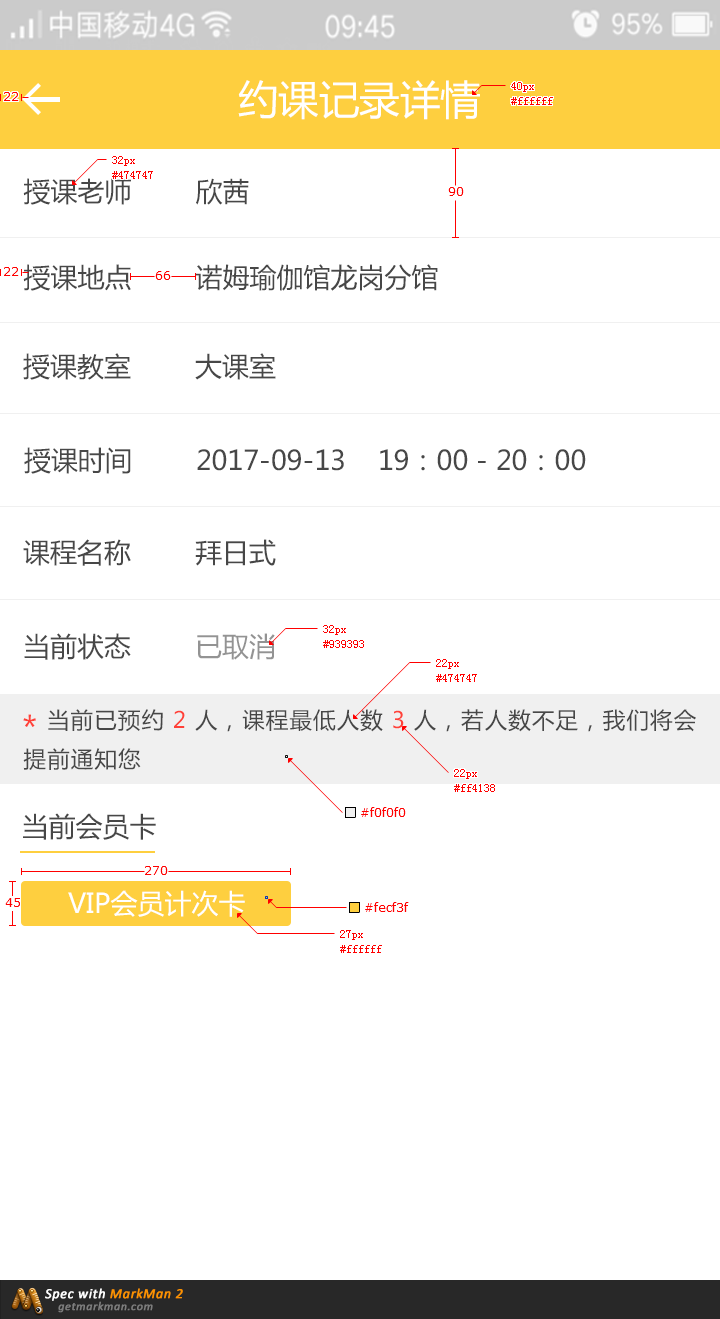 中国移动4G 09:45 95%
22 约课记录详情 40px
#ffffff
32px
#474747
授课老师 欣茜 90
22 授课地点 66 诺姆瑜伽馆龙岗分馆
授课教室 大课室
授课时间 2017-09-13 19：00 - 20：00
课程名称 拜日式
当前状态 已取消 32px
#939393
22px
#474747
* 当前已预约 2 人，课程最低人数 3 人，若人数不足，我们将会
提前通知您
22px
#ff4138
#f0f0f0
当前会员卡
270
45 VIP会员计次卡 #fecf3f
27px
#ffffff
Spec with MarkMan 2
getmarkman.com